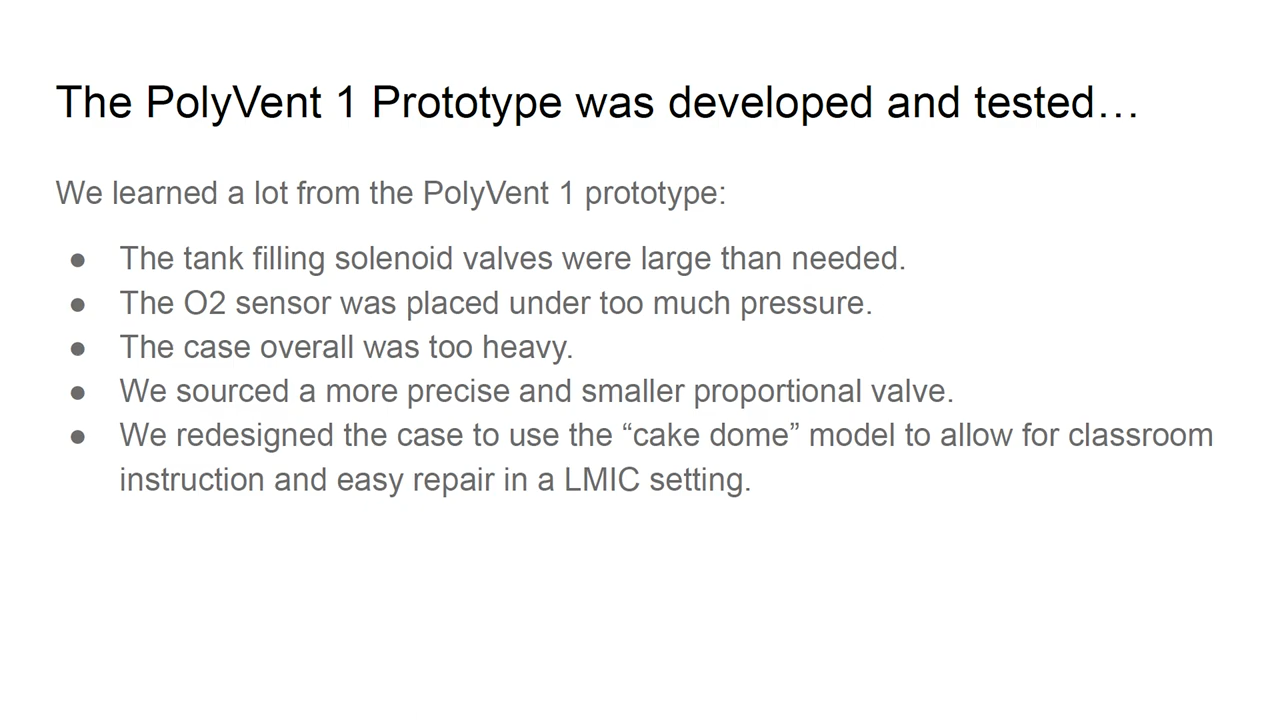 The PolyVent 1 Prototype was developed and tested…
We learned a lot from the PolyVent 1 prototype:
● The tank filling solenoid valves were large than needed.
● The O2 sensor was placed under too much pressure.
● The case overall was too heavy.
● We sourced a more precise and smaller proportional valve.
● We redesigned the case to use the “cake dome” model to allow for classroom
instruction and easy repair in a LMIC setting.